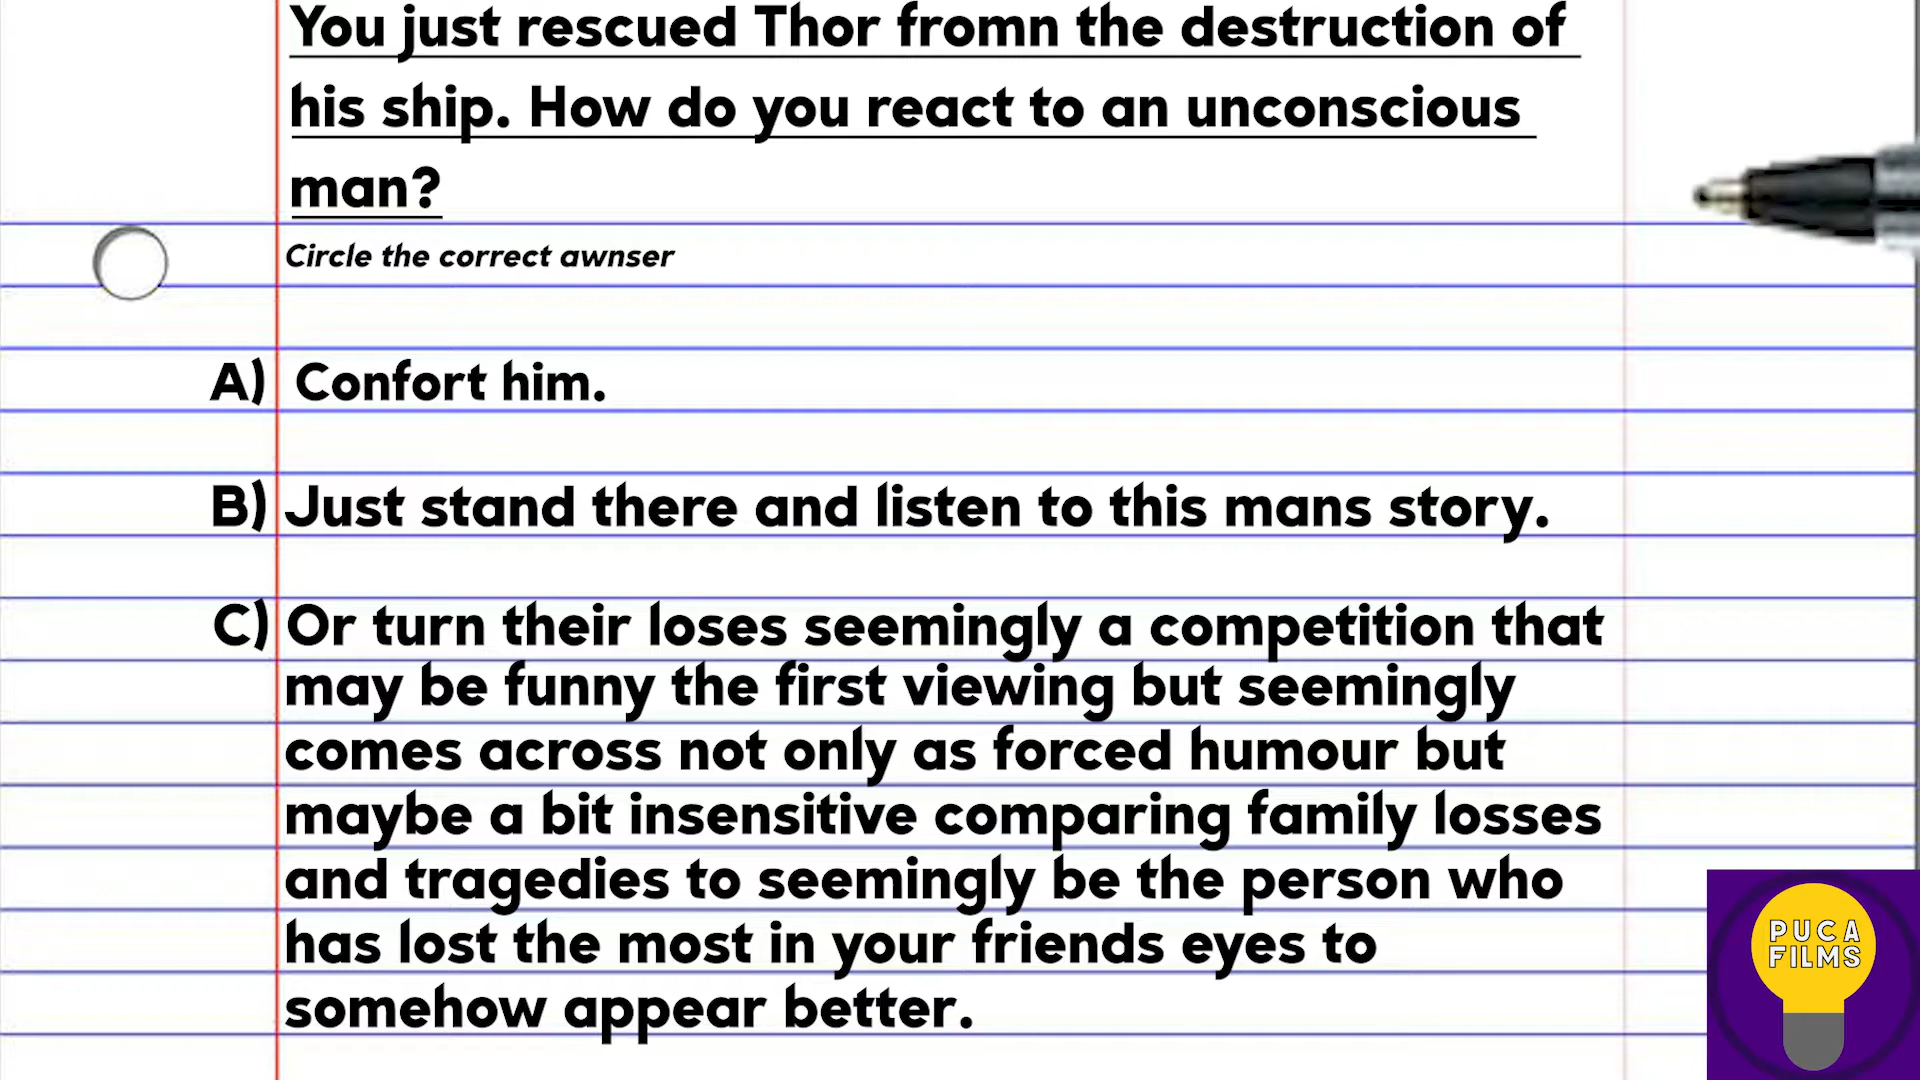 You just rescued Thor fromn the destruction of
his ship. How do you react to an unconscious
man?
Circle the correct awnser
A) Confort him.
B) Just stand there and listen to this mans story.
C) Or turn their loses seemingly a competition that
may be funny the first viewing but seemingly
comes across not only as forced humour but
maybe a bit insensitive comparing family losses
and tragedies to seemingly be the person who
has lost the most in your friends eyes to
somehow appear better.
PUCA
FILMS